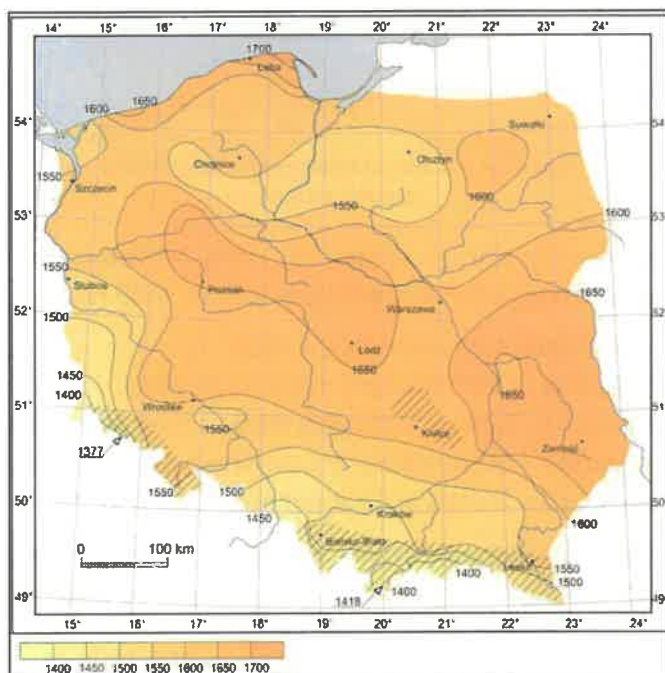 14° 15° 16° 17° 18° 19° 20° 21° 22° 23° 24°
1700
Łeba
1650
1600
54°
Suwałki
54°
Chojnice
Olsztyn
1550
Szczecin
1600
53°
1550
1600
53°
1550
Słubice
Poznań
1650
52°
Warszawa
52°
1500
Łódź
1650
1450
1400
1650
51°
Wrocław
51°
1550
Kielce
Zamość
1377
1550
1500
50°
1450
Kraków
1600
50°
0 100 km
Bielsko-Biała
Lesko
1550
1400
1500
1418
1400
49°
49°
15° 16° 17° 18° 19° 20° 21° 22° 23°
1400 1450 1500 1550 1600 1650 1700